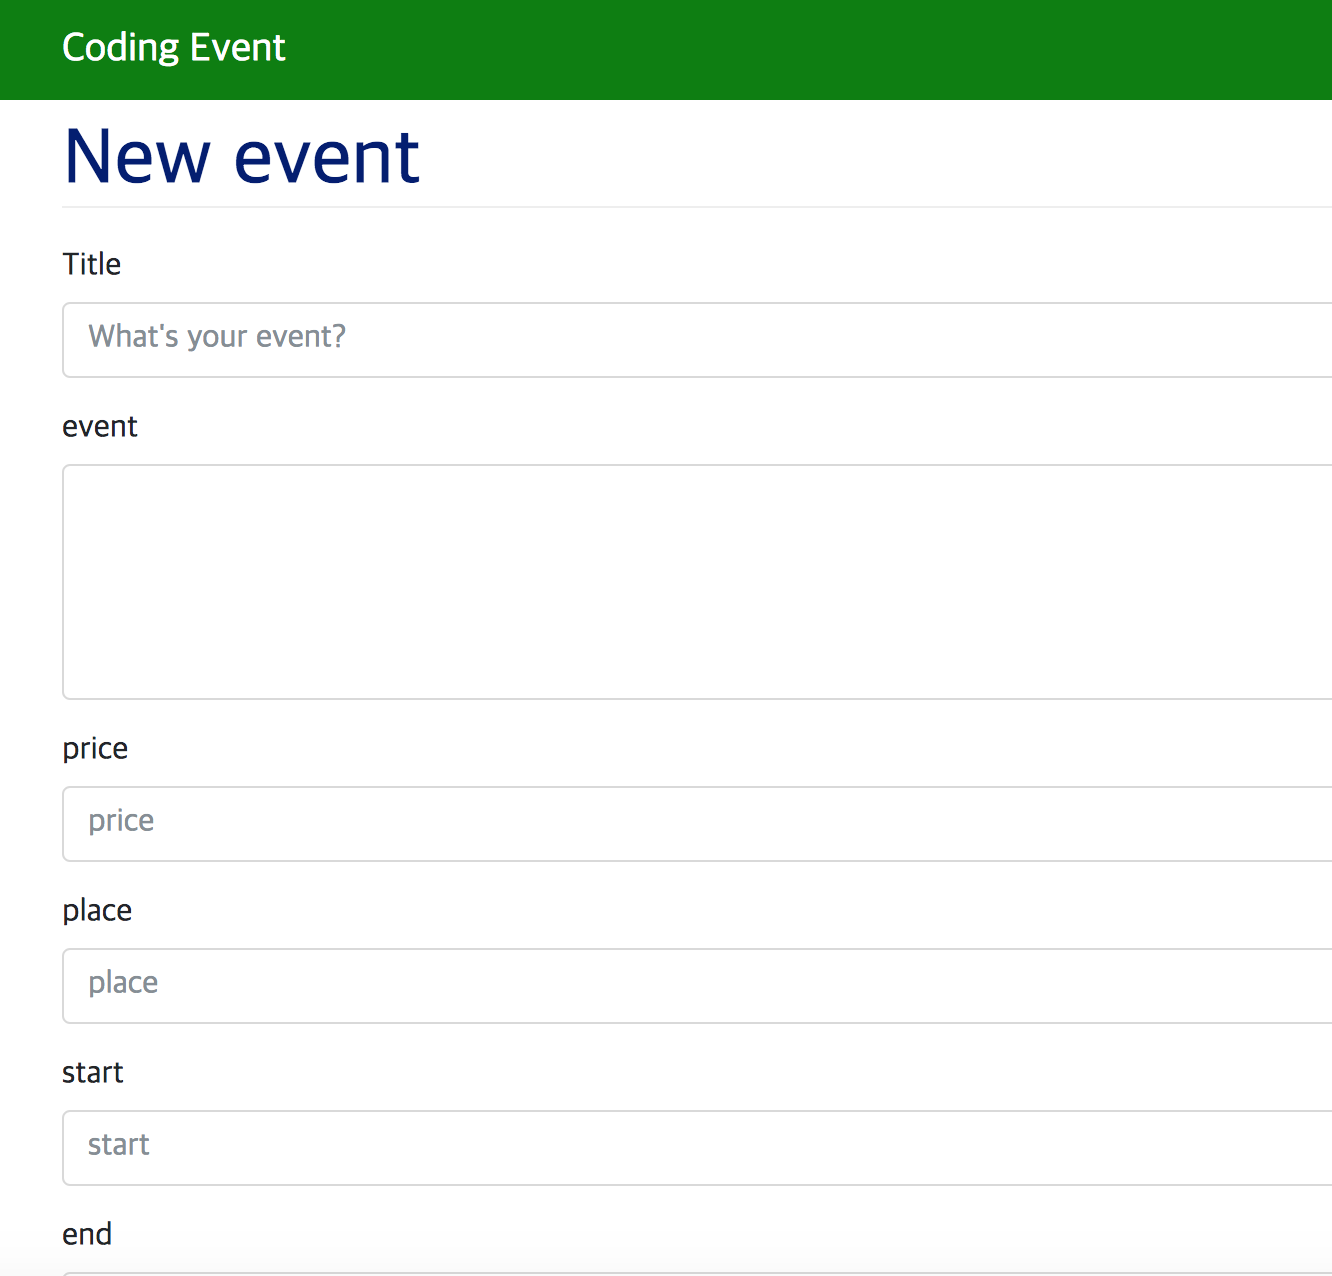 Coding Event
New event
Title
What's your event?
event
price
price
place
place
start
start
end